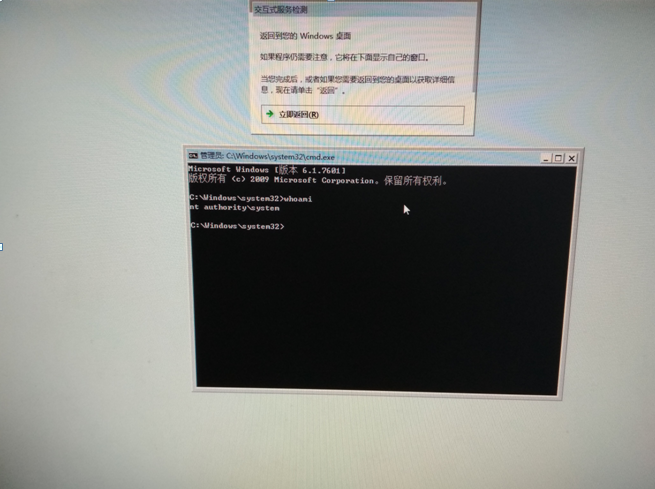 交互式服务检测
返回到您的 Windows 桌面
如果程序仍需要注意，它将在下面显示自己的窗口。
当您完成后，或者如果您需要返回到您的桌面以获取详细信
息，现在请单击“返回”。
立即返回(R)
管理员: C:\Windows\system32\cmd.exe
Microsoft Windows [版本 6.1.7601]
版权所有 <c> 2009 Microsoft Corporation。保留所有权利。
C:\Windows\system32>whoami
nt authority\system
C:\Windows\system32>